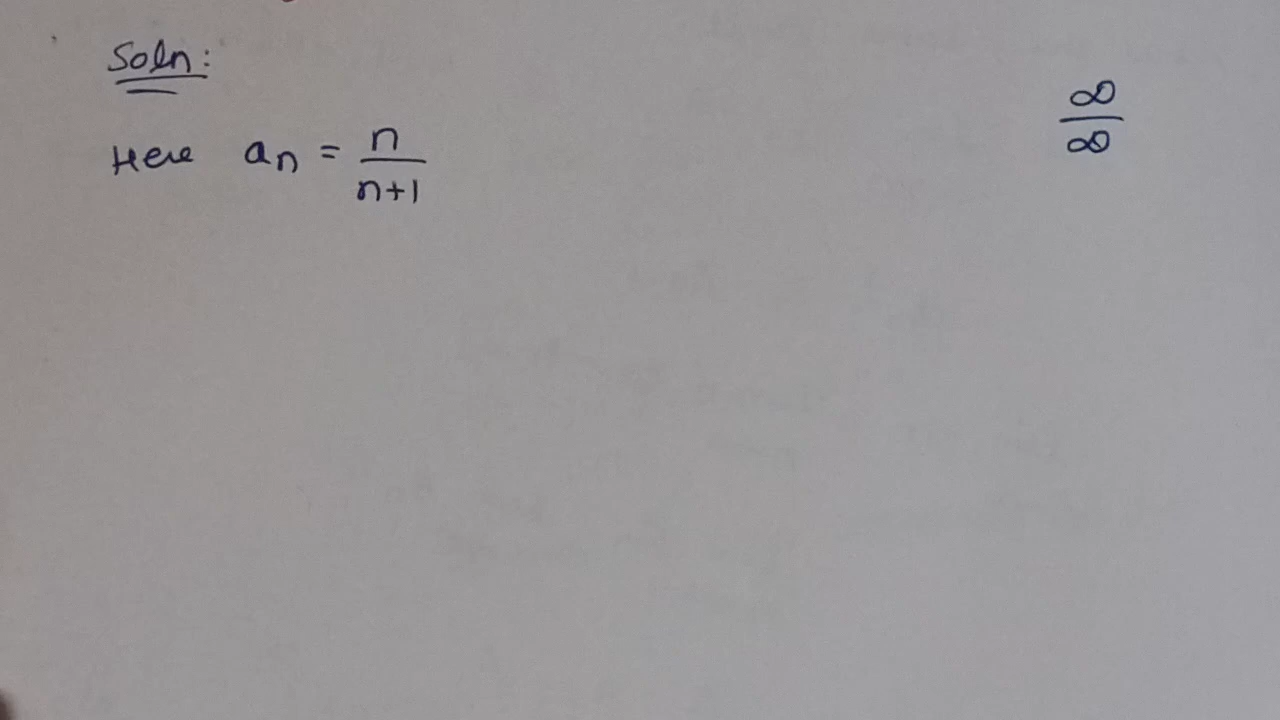 Soln:
Here aₙ = n/(n+1)
∞/∞